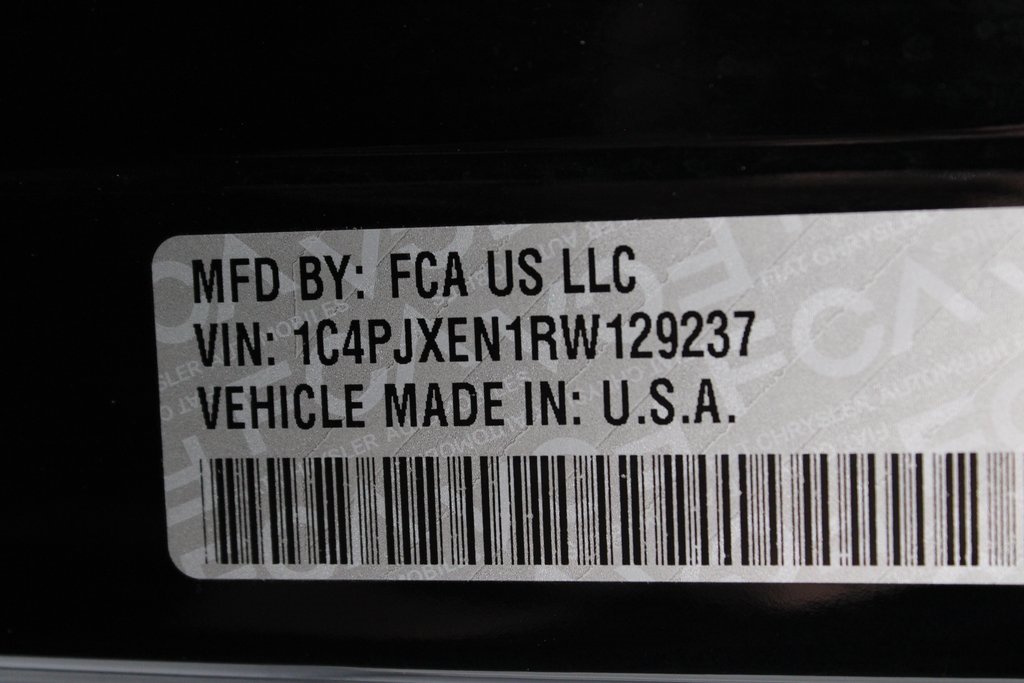 MFD BY: FCA US LLC
VIN: 1C4PJXEN1RW129237
VEHICLE MADE IN: U.S.A.